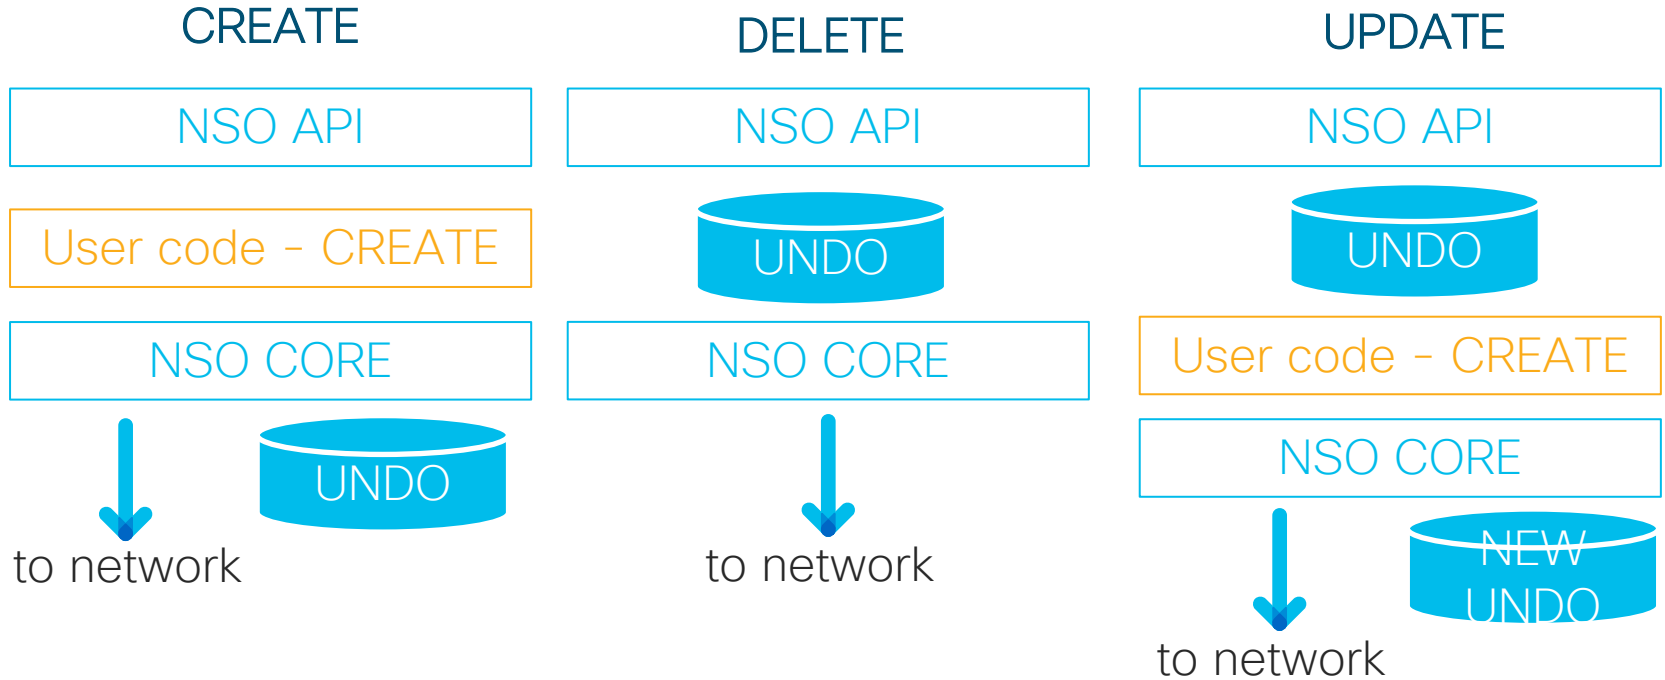 CREATE
NSO API
User code - CREATE
NSO CORE
UNDO
to network
DELETE
NSO API
UNDO
NSO CORE
to network
UPDATE
NSO API
UNDO
User code - CREATE
NSO CORE
NEW
UNDO
to network